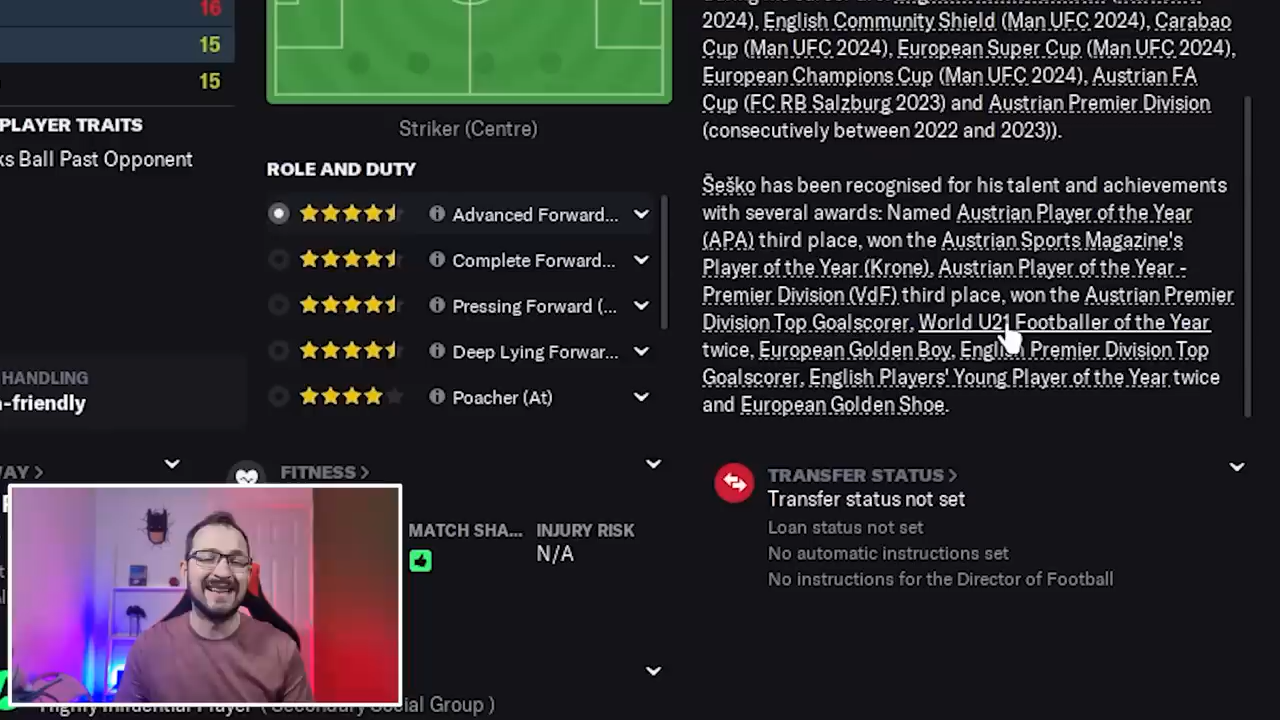 16
15
15
PLAYER TRAITS
ks Ball Past Opponent
HANDLING
-friendly
Striker (Centre)
ROLE AND DUTY
Advanced Forward...
Complete Forward...
Pressing Forward (...
Deep Lying Forwar...
Poacher (At)
2024), English Community Shield (Man UFC 2024), Carabao
Cup (Man UFC 2024), European Super Cup (Man UFC 2024),
European Champions Cup (Man UFC 2024), Austrian FA
Cup (FC RB Salzburg 2023) and Austrian Premier Division
(consecutively between 2022 and 2023)).
Šeško has been recognised for his talent and achievements
with several awards: Named Austrian Player of the Year
(APA) third place, won the Austrian Sports Magazine's
Player of the Year (Krone), Austrian Player of the Year -
Premier Division (VdF) third place, won the Austrian Premier
Division Top Goalscorer, World U21 Footballer of the Year
twice, European Golden Boy, English Premier Division Top
Goalscorer, English Players' Young Player of the Year twice
and European Golden Shoe.
AY >
FITNESS >
MATCH SHA...
INJURY RISK
N/A
TRANSFER STATUS >
Transfer status not set
Loan status not set
No automatic instructions set
No instructions for the Director of Football
Social Group )